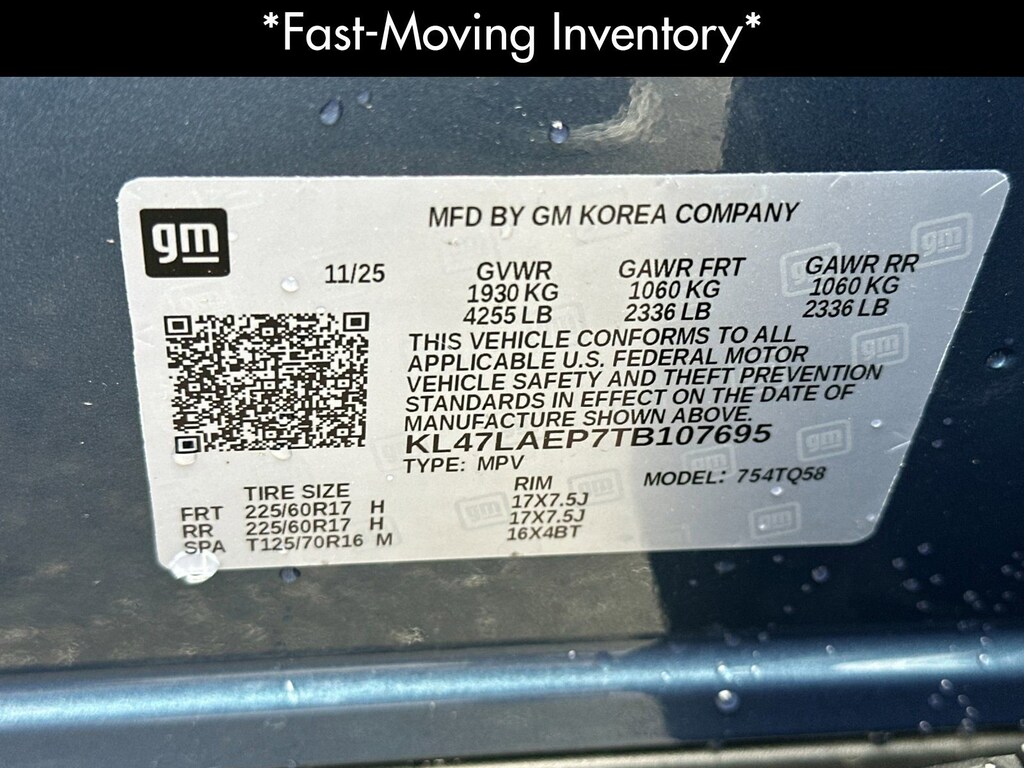 *Fast-Moving Inventory*
gm
MFD BY GM KOREA COMPANY
11/25
GVWR GAWR FRT GAWR RR
1930 KG 1060 KG 1060 KG
4255 LB 2336 LB 2336 LB
THIS VEHICLE CONFORMS TO ALL
APPLICABLE U.S. FEDERAL MOTOR
VEHICLE SAFETY AND THEFT PREVENTION
STANDARDS IN EFFECT ON THE DATE OF
MANUFACTURE SHOWN ABOVE.
KL47LAEP7TB107695
TYPE: MPV MODEL: 754TQ58
TIRE SIZE RIM
FRT 225/60R17 H 17X7.5J
RR 225/60R17 H 17X7.5J
SPA T125/70R16 M 16X4BT